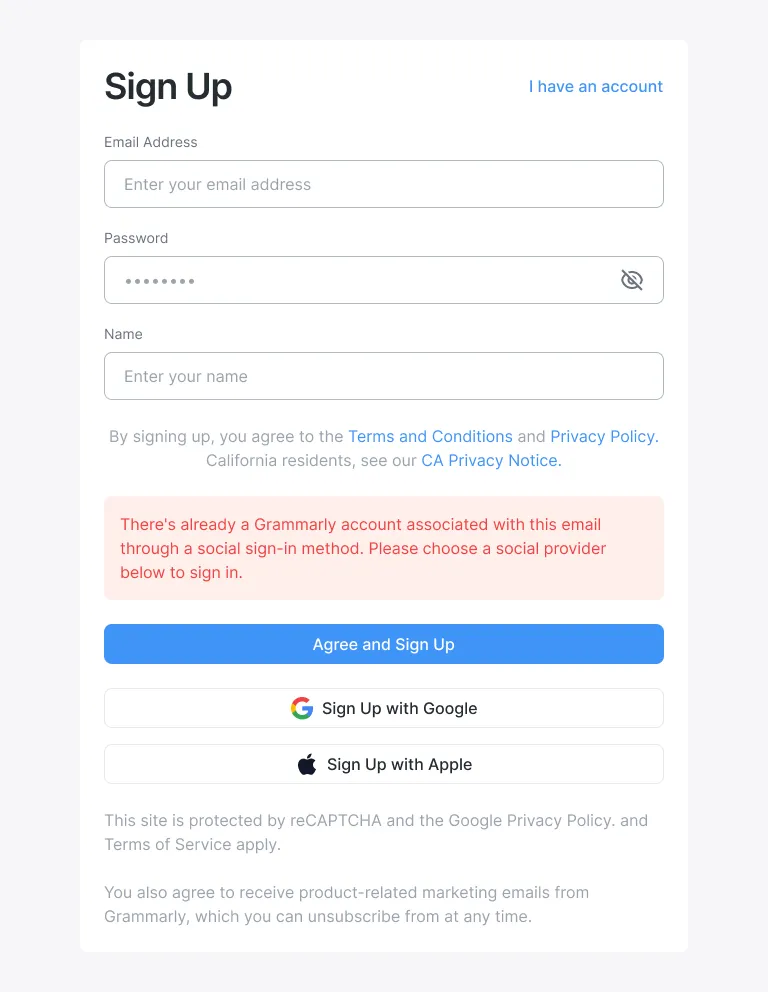 Sign Up
I have an account
Email Address
Enter your email address
Password
••••••••
Name
Enter your name
By signing up, you agree to the Terms and Conditions and Privacy Policy.
California residents, see our CA Privacy Notice.
There's already a Grammarly account associated with this email
through a social sign-in method. Please choose a social provider
below to sign in.
Agree and Sign Up
Sign Up with Google
Sign Up with Apple
This site is protected by reCAPTCHA and the Google Privacy Policy. and
Terms of Service apply.
You also agree to receive product-related marketing emails from
Grammarly, which you can unsubscribe from at any time.